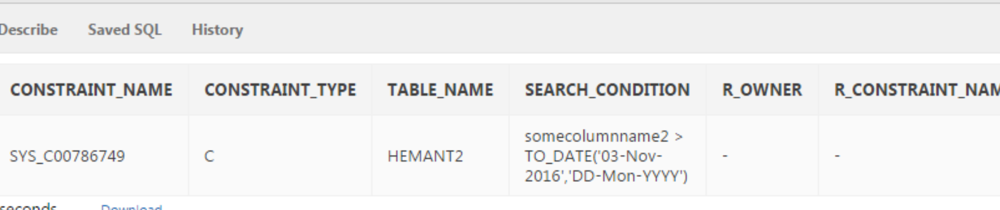 Describe Saved SQL History
CONSTRAINT_NAME CONSTRAINT_TYPE TABLE_NAME SEARCH_CONDITION R_OWNER R_CONSTRAINT_NAM
somecolumnname2 >
SYS_C00786749 C HEMANT2 TO_DATE('03-Nov- - -
2016','DD-Mon-YYYY')
seconds Download